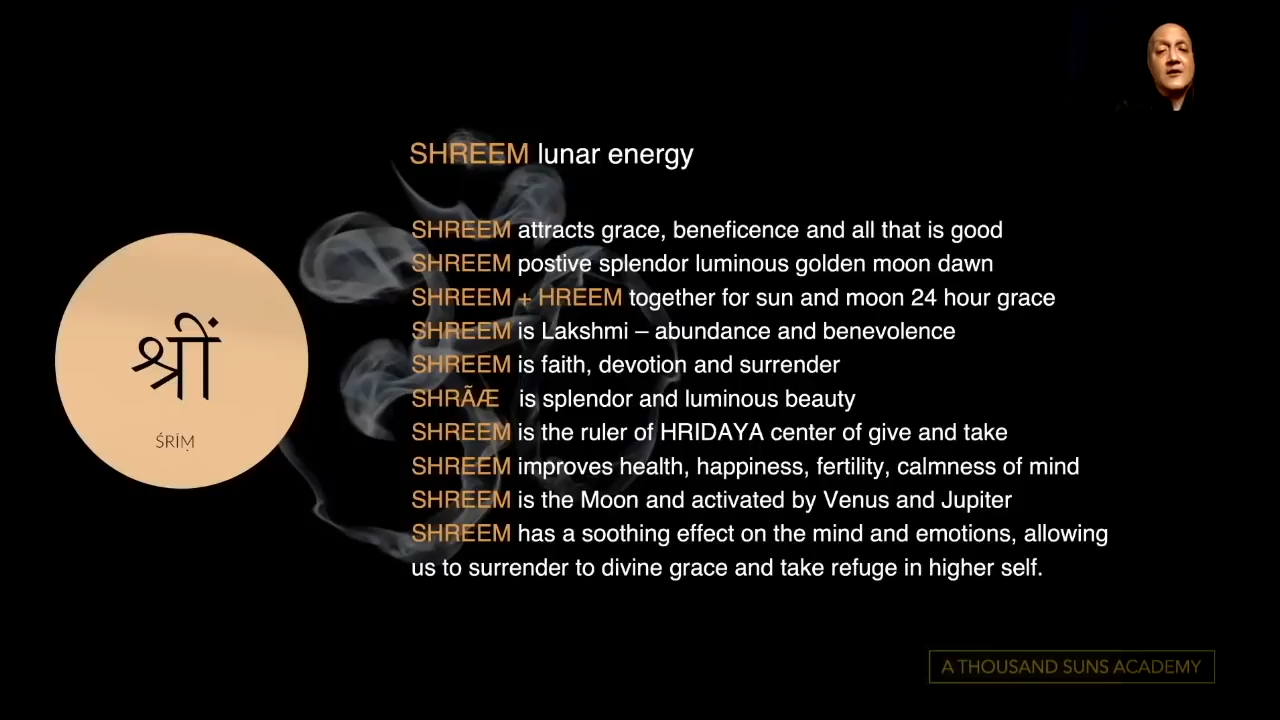 SHREEM lunar energy
SHREEM attracts grace, beneficence and all that is good
SHREEM postive splendor luminous golden moon dawn
SHREEM + HREEM together for sun and moon 24 hour grace
SHREEM is Lakshmi – abundance and benevolence
SHREEM is faith, devotion and surrender
SHRÃÆ is splendor and luminous beauty
SHREEM is the ruler of HRIDAYA center of give and take
SHREEM improves health, happiness, fertility, calmness of mind
SHREEM is the Moon and activated by Venus and Jupiter
SHREEM has a soothing effect on the mind and emotions, allowing
us to surrender to divine grace and take refuge in higher self.
श्रीं
ŚRĪṂ
A THOUSAND SUNS ACADEMY